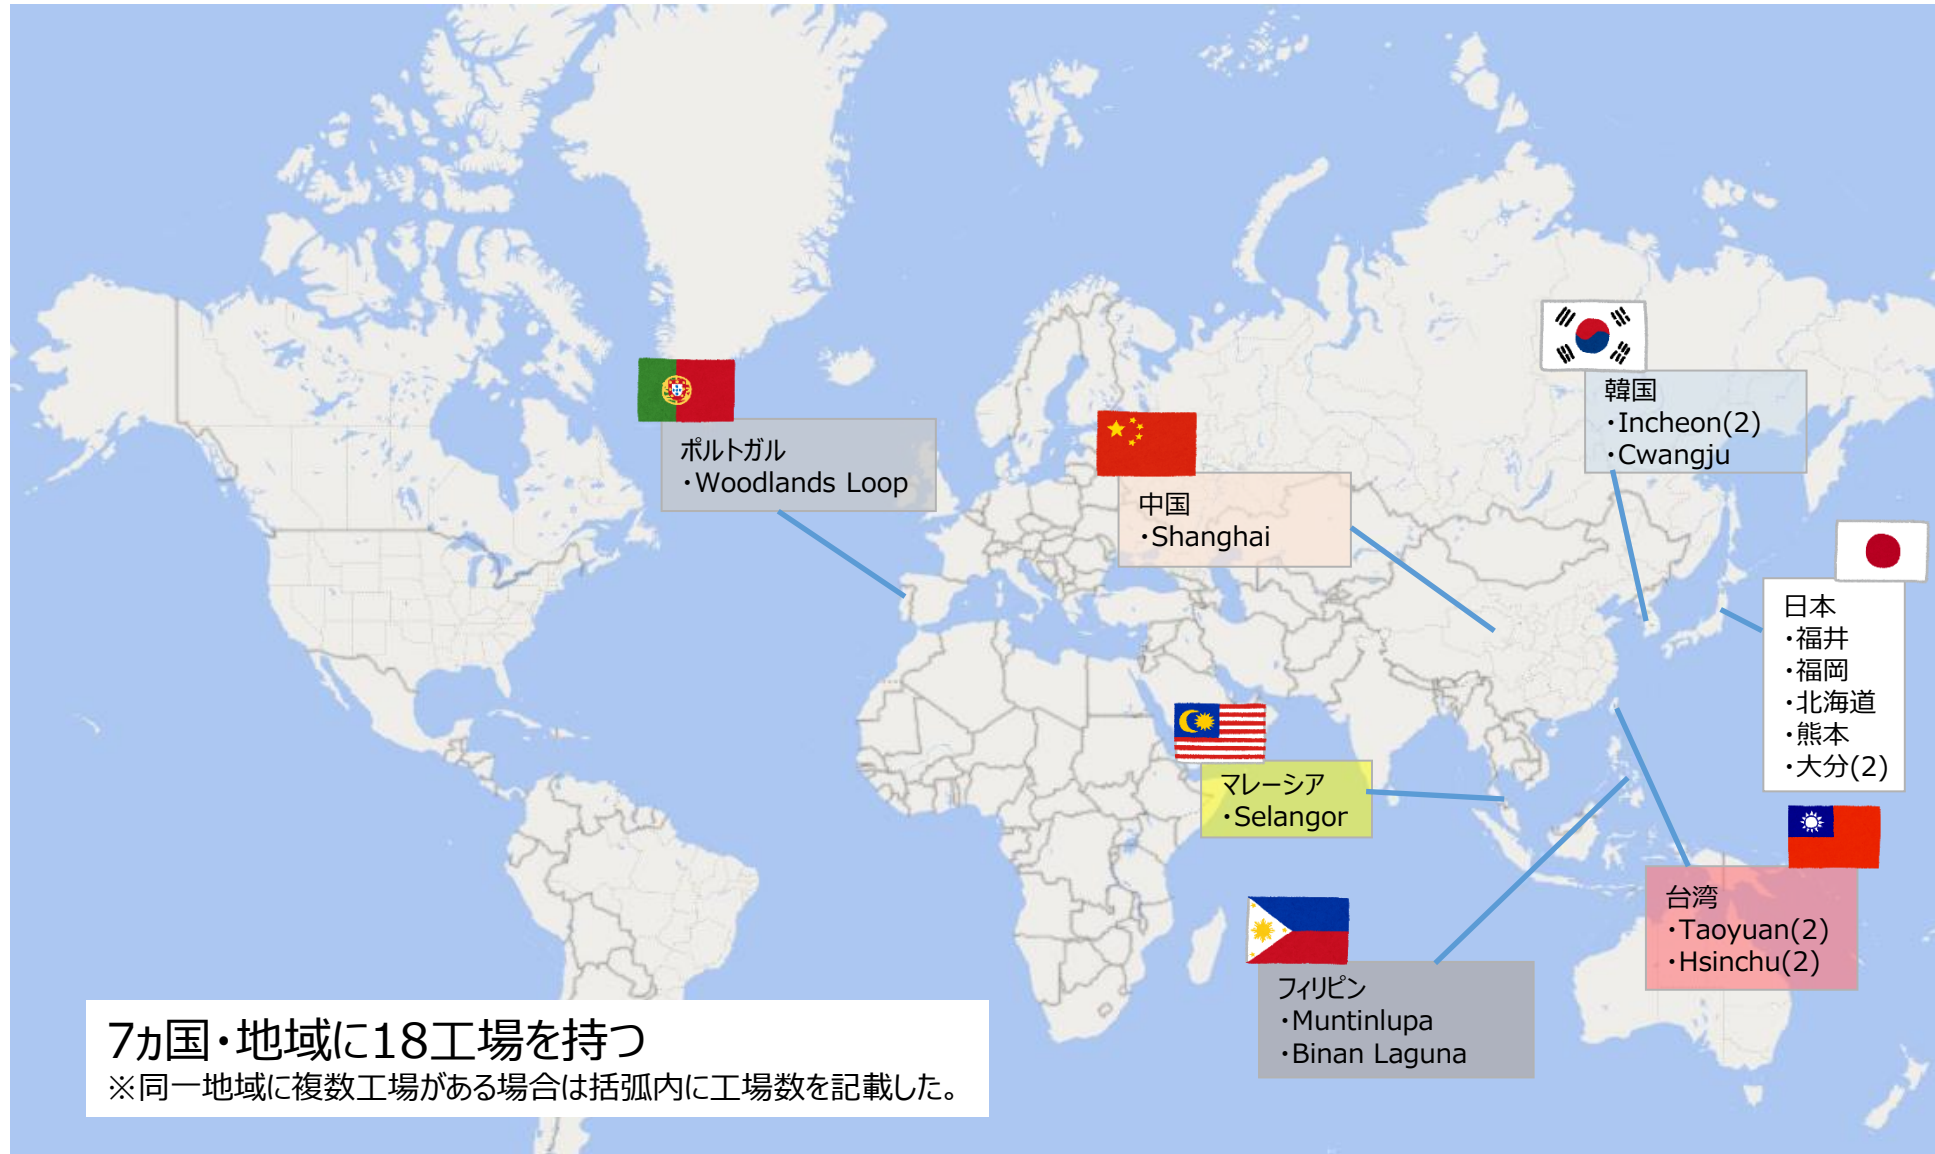 ポルトガル
・Woodlands Loop
中国
・Shanghai
韓国
・Incheon(2)
・Cwangju
日本
・福井
・福岡
・北海道
・熊本
・大分(2)
マレーシア
・Selangor
台湾
・Taoyuan(2)
・Hsinchu(2)
フィリピン
・Muntinlupa
・Binan Laguna
7ヵ国・地域に18工場を持つ
※同一地域に複数工場がある場合は括弧内に工場数を記載した。